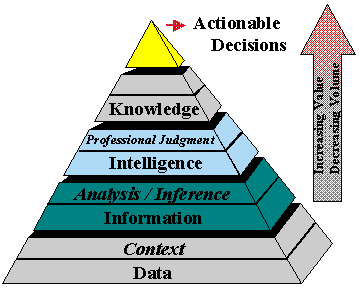 Actionable
Decisions
Knowledge
Professional Judgment
Intelligence
Analysis / Inference
Information
Context
Data
Increasing Value
Decreasing Volume